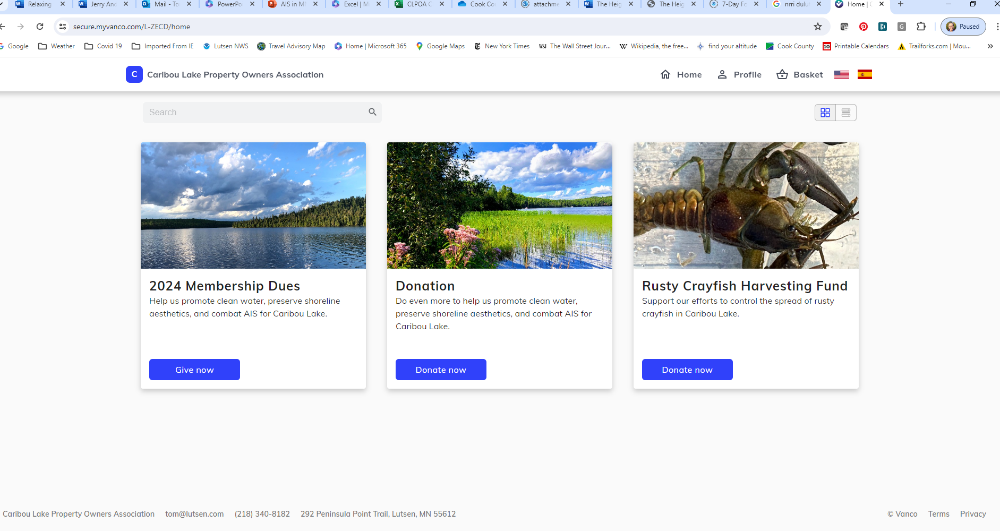 Relaxing
Jerry Anc
Mail - To
PowerPo
AIS in M
Excel | M
CLPOA C
Cook Co
attachme
The Heig
The Heig
7-Day Fo
nrri dulu
Home | C
secure.myvanco.com/L-ZECD/home
Paused
Google
Weather
Covid 19
Imported From IE
Lutsen NWS
Travel Advisory Map
Home | Microsoft 365
Google Maps
New York Times
WSJ
The Wall Street Jour...
Wikipedia, the free...
find your altitude
Cook County
10
Printable Calendars
Trailforks.com | Mou...
C
Caribou Lake Property Owners Association
Home
Profile
Basket
Search
2024 Membership Dues
Help us promote clean water, preserve shoreline
aesthetics, and combat AIS for Caribou Lake.
Give now
Donation
Do even more to help us promote clean water,
preserve shoreline aesthetics, and combat AIS for
Caribou Lake.
Donate now
Rusty Crayfish Harvesting Fund
Support our efforts to control the spread of rusty
crayfish in Caribou Lake.
Donate now
Caribou Lake Property Owners Association
tom@lutsen.com
(218) 340-8182
292 Peninsula Point Trail, Lutsen, MN 55612
© Vanco
Terms
Privacy